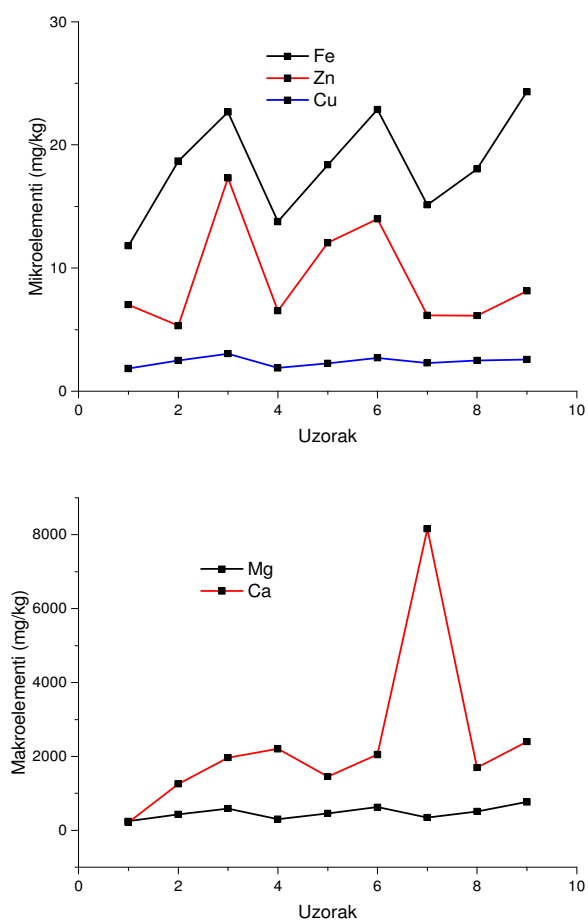 30
20
10
0
Mikroelementi (mg/kg)
Fe
Zn
Cu
0 2 4 6 8 10
Uzorak
8000
6000
4000
2000
0
Makroelementi (mg/kg)
Mg
Ca
0 2 4 6 8 10
Uzorak